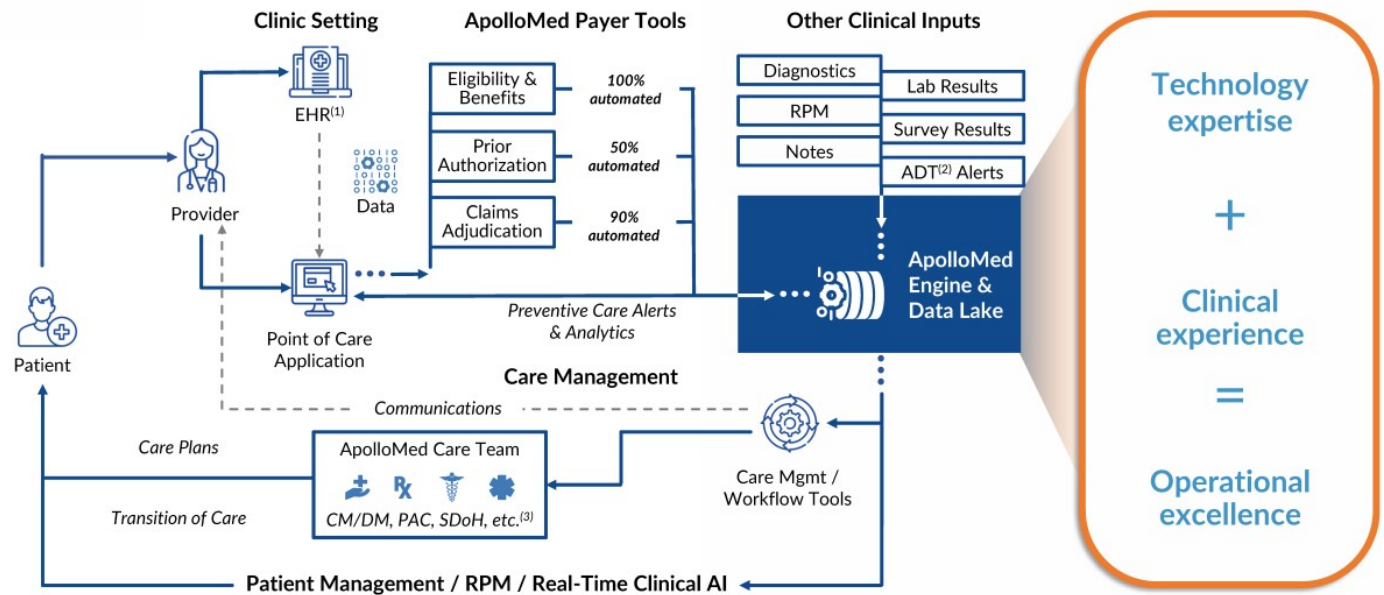 Clinic Setting
ApolloMed Payer Tools
Other Clinical Inputs
EHR(1)
Provider
Data
Patient
Point of Care
Application
Eligibility &
Benefits
100%
automated
Prior
Authorization
50%
automated
Claims
Adjudication
90%
automated
Diagnostics
Lab Results
RPM
Survey Results
Notes
ADT(2) Alerts
ApolloMed
Engine &
Data Lake
Preventive Care Alerts
& Analytics
Care Management
Communications
Care Plans
Transition of Care
ApolloMed Care Team
Rx
CM/DM, PAC, SDoH, etc.(3)
Care Mgmt /
Workflow Tools
Patient Management / RPM / Real-Time Clinical AI
Technology
expertise
+
Clinical
experience
=
Operational
excellence